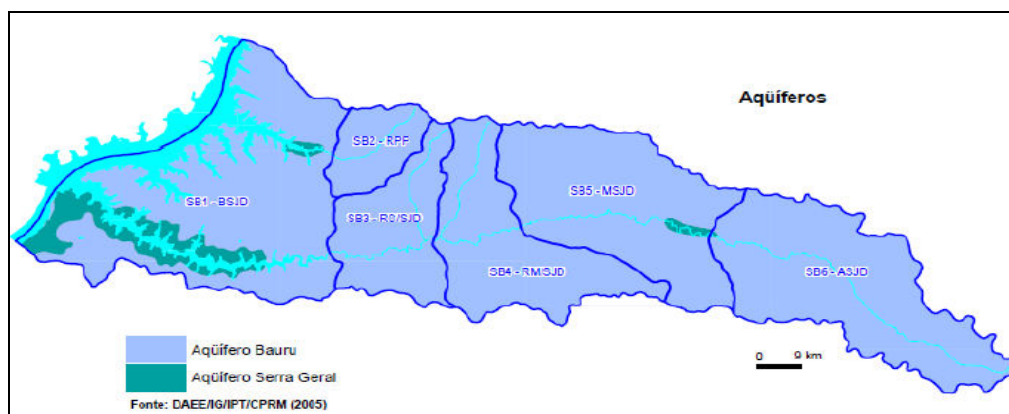 Aqüíferos
SB2 - RPF
SB1 - BSJD
SB3 - RC/SJD
SB5 - MSJD
SB4 - RM/SJD
SB6 - ASJD
0 9 km
Aqüífero Bauru
Aqüífero Serra Geral
Fonte: DAEE/IG/IPT/CPRM (2005)